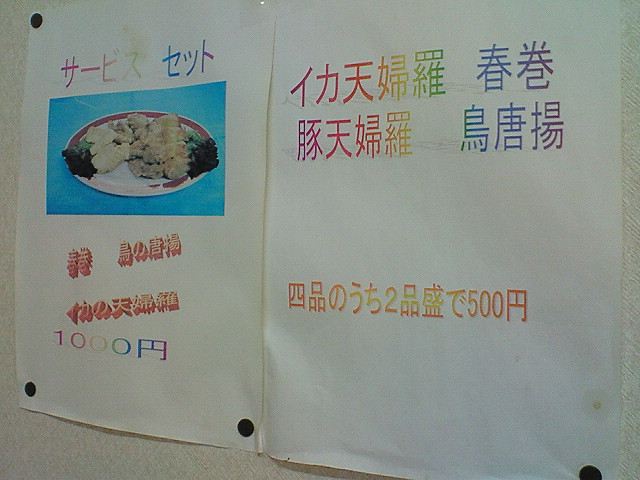 サービス セット
春巻 鳥の唐揚
イカの天婦羅
1000円
イカ天婦羅 春巻
豚天婦羅 鳥唐揚
四品のうち2品盛で500円